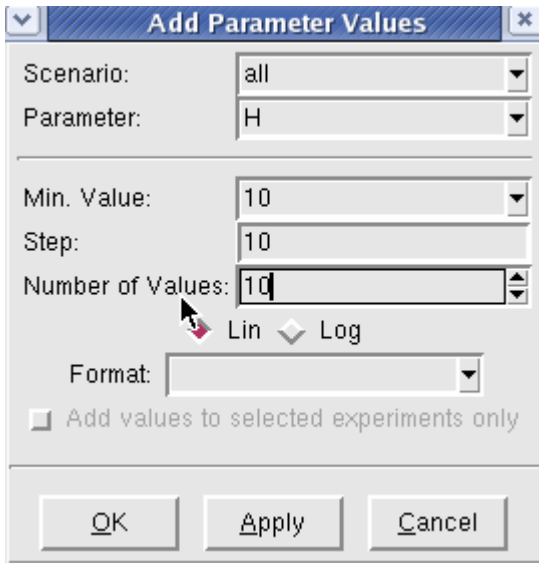 Add Parameter Values
Scenario: all
Parameter: H
Min. Value: 10
Step: 10
Number of Values: 10
Lin Log
Format:
Add values to selected experiments only
OK Apply Cancel